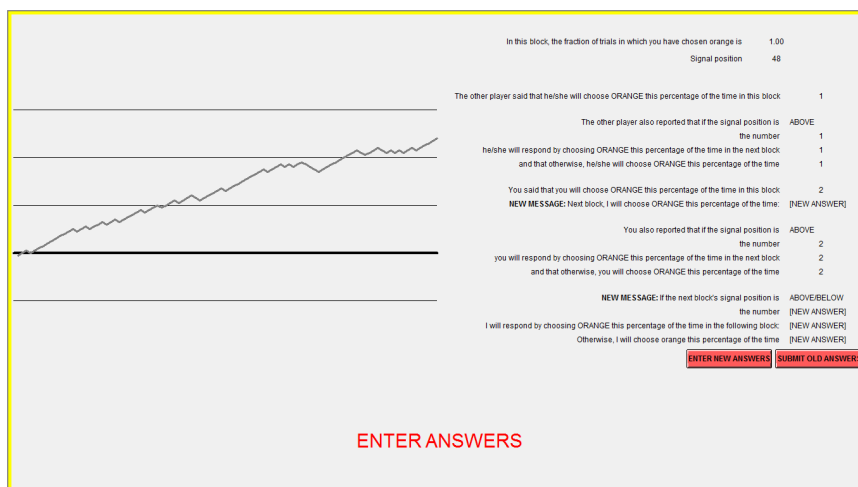 In this block, the fraction of trials in which you have chosen orange is 1.00
Signal position 48
The other player said that he/she will choose ORANGE this percentage of the time in this block 1
The other player also reported that if the signal position is ABOVE
the number 1
he/she will respond by choosing ORANGE this percentage of the time in the next block 1
and that otherwise, he/she will choose ORANGE this percentage of the time 1
You said that you will choose ORANGE this percentage of the time in this block 2
NEW MESSAGE: Next block, I will choose ORANGE this percentage of the time: [NEW ANSWER]
You also reported that if the signal position is ABOVE
the number 2
you will respond by choosing ORANGE this percentage of the time in the next block 2
and that otherwise, you will choose ORANGE this percentage of the time 2
NEW MESSAGE: If the next block's signal position is ABOVE/BELOW
the number [NEW ANSWER]
I will respond by choosing ORANGE this percentage of the time in the following block: [NEW ANSWER]
Otherwise, I will choose orange this percentage of the time [NEW ANSWER]
ENTER NEW ANSWERS SUBMIT OLD ANSWERS
ENTER ANSWERS